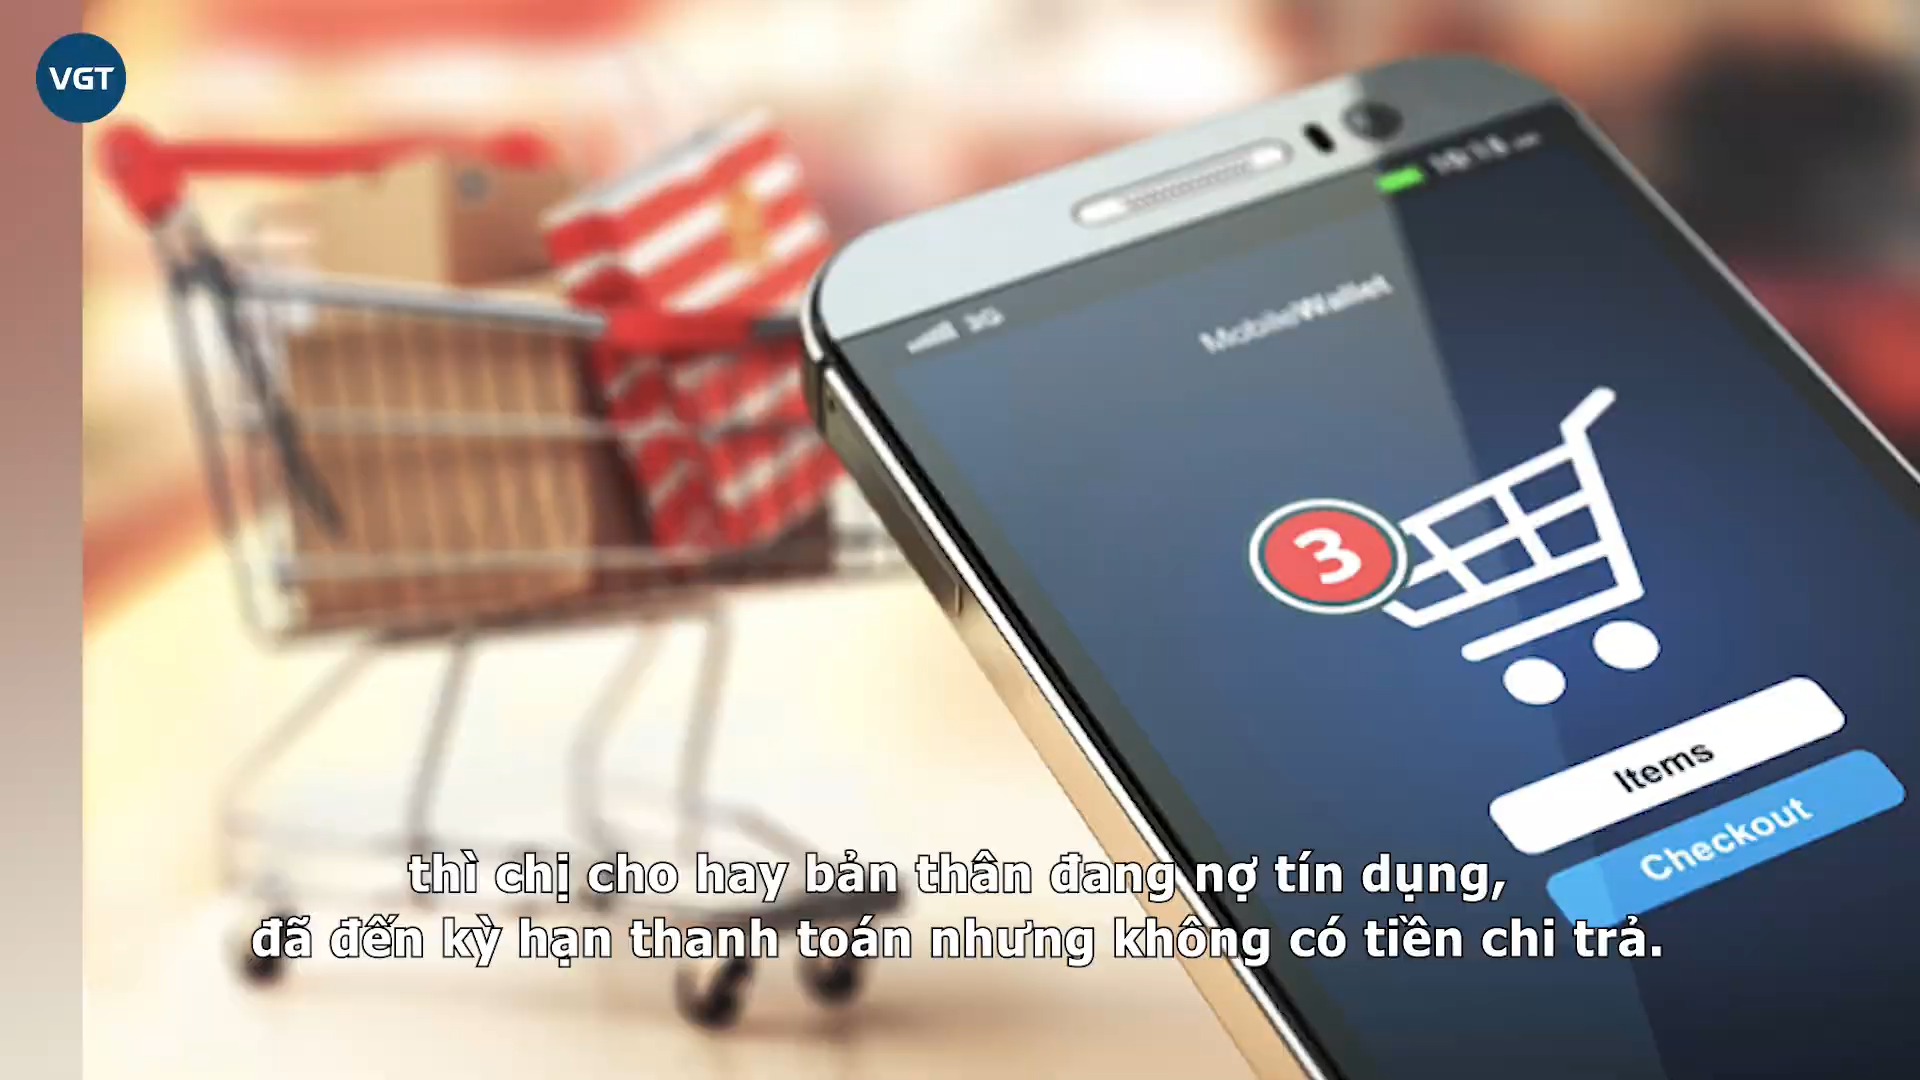 VGT
3G
MobileWallet
3
Items
Checkout
thì chị cho hay bản thân đang nợ tín dụng,
đã đến kỳ hạn thanh toán nhưng không có tiền chi trả.